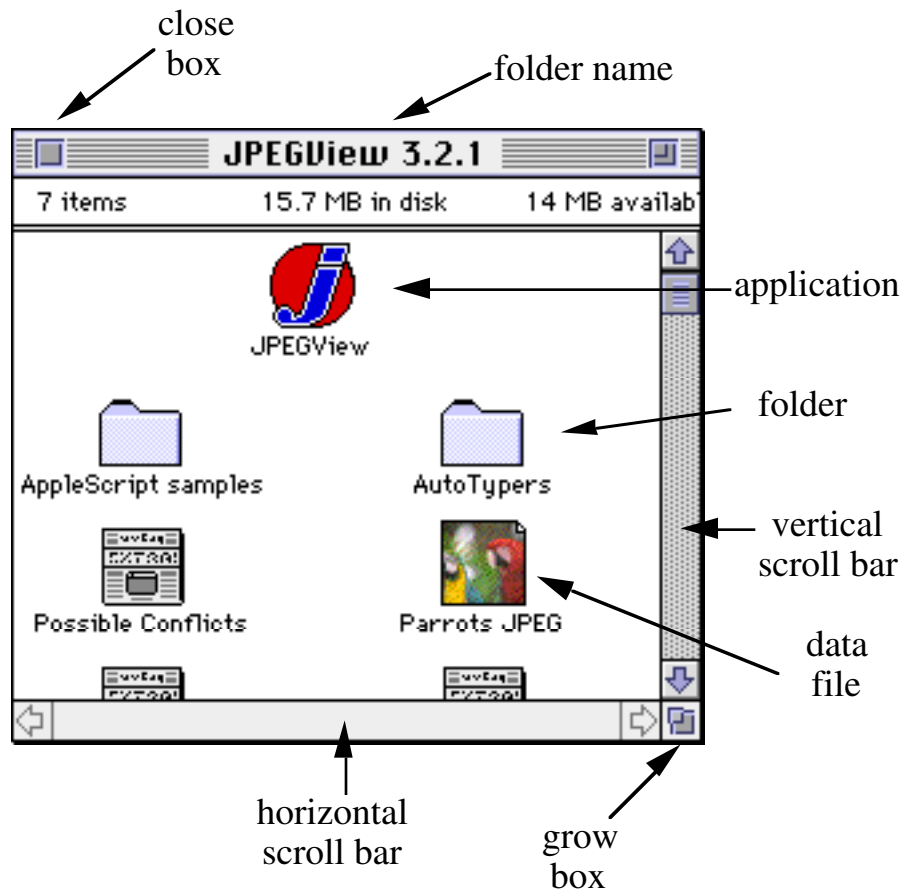 close
box
folder name
JPEGView 3.2.1
7 items 15.7 MB in disk 14 MB availab
JPEGView
application
AppleScript samples AutoTypers
folder
Possible Conflicts Parrots JPEG
vertical
scroll bar
data
file
horizontal
scroll bar
grow
box